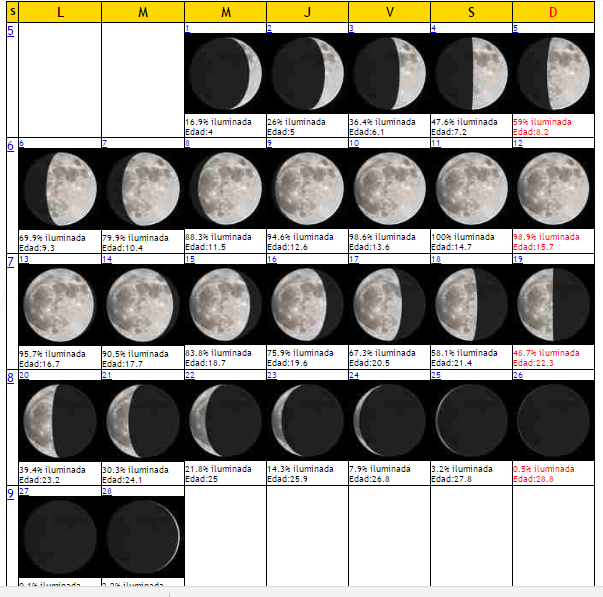 S L M M J V S D
5 1 2 3 4 5
16.9% iluminada 26% iluminada 36.4% iluminada 47.6% iluminada 59% iluminada
Edad:4 Edad:5 Edad:6.1 Edad:7.2 Edad:8.2
6 6 7 8 9 10 11 12
69.9% iluminada 79.9% iluminada 88.3% iluminada 94.6% iluminada 98.6% iluminada 100% iluminada 98.9% iluminada
Edad:9.3 Edad:10.4 Edad:11.5 Edad:12.6 Edad:13.6 Edad:14.7 Edad:15.7
7 13 14 15 16 17 18 19
95.7% iluminada 90.5% iluminada 83.8% iluminada 75.9% iluminada 67.3% iluminada 58.1% iluminada 48.7% iluminada
Edad:16.7 Edad:17.7 Edad:18.7 Edad:19.6 Edad:20.5 Edad:21.4 Edad:22.3
8 20 21 22 23 24 25 26
39.4% iluminada 30.3% iluminada 21.8% iluminada 14.3% iluminada 7.9% iluminada 3.2% iluminada 0.5% iluminada
Edad:23.2 Edad:24.1 Edad:25 Edad:25.9 Edad:26.8 Edad:27.8 Edad:28.8
9 27 28
iluminada iluminada